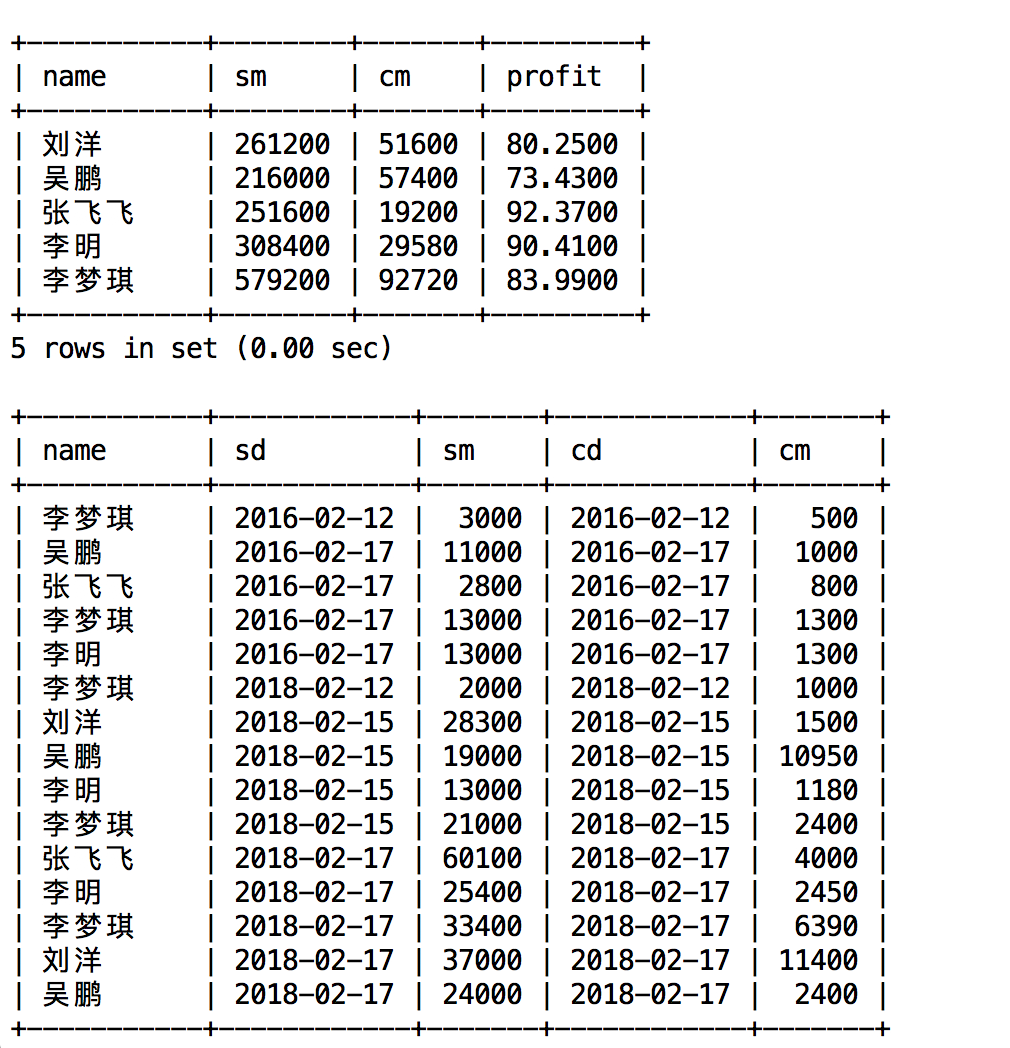 +-----------+--------+-------+---------+
| name | sm | cm | profit |
+-----------+--------+-------+---------+
| 刘洋 | 261200 | 51600 | 80.2500 |
| 吴鹏 | 216000 | 57400 | 73.4300 |
| 张飞飞 | 251600 | 19200 | 92.3700 |
| 李明 | 308400 | 29580 | 90.4100 |
| 李梦琪 | 579200 | 92720 | 83.9900 |
+-----------+--------+-------+---------+
5 rows in set (0.00 sec)
+-----------+------------+-------+------------+-------+
| name | sd | sm | cd | cm |
+-----------+------------+-------+------------+-------+
| 李梦琪 | 2016-02-12 | 3000 | 2016-02-12 | 500 |
| 吴鹏 | 2016-02-17 | 11000 | 2016-02-17 | 1000 |
| 张飞飞 | 2016-02-17 | 2800 | 2016-02-17 | 800 |
| 李梦琪 | 2016-02-17 | 13000 | 2016-02-17 | 1300 |
| 李明 | 2016-02-17 | 13000 | 2016-02-17 | 1300 |
| 李梦琪 | 2018-02-12 | 2000 | 2018-02-12 | 1000 |
| 刘洋 | 2018-02-15 | 28300 | 2018-02-15 | 1500 |
| 吴鹏 | 2018-02-15 | 19000 | 2018-02-15 | 10950 |
| 李明 | 2018-02-15 | 13000 | 2018-02-15 | 1180 |
| 李梦琪 | 2018-02-15 | 21000 | 2018-02-15 | 2400 |
| 张飞飞 | 2018-02-17 | 60100 | 2018-02-17 | 4000 |
| 李明 | 2018-02-17 | 25400 | 2018-02-17 | 2450 |
| 李梦琪 | 2018-02-17 | 33400 | 2018-02-17 | 6390 |
| 刘洋 | 2018-02-17 | 37000 | 2018-02-17 | 11400 |
| 吴鹏 | 2018-02-17 | 24000 | 2018-02-17 | 2400 |
+-----------+------------+-------+------------+-------+